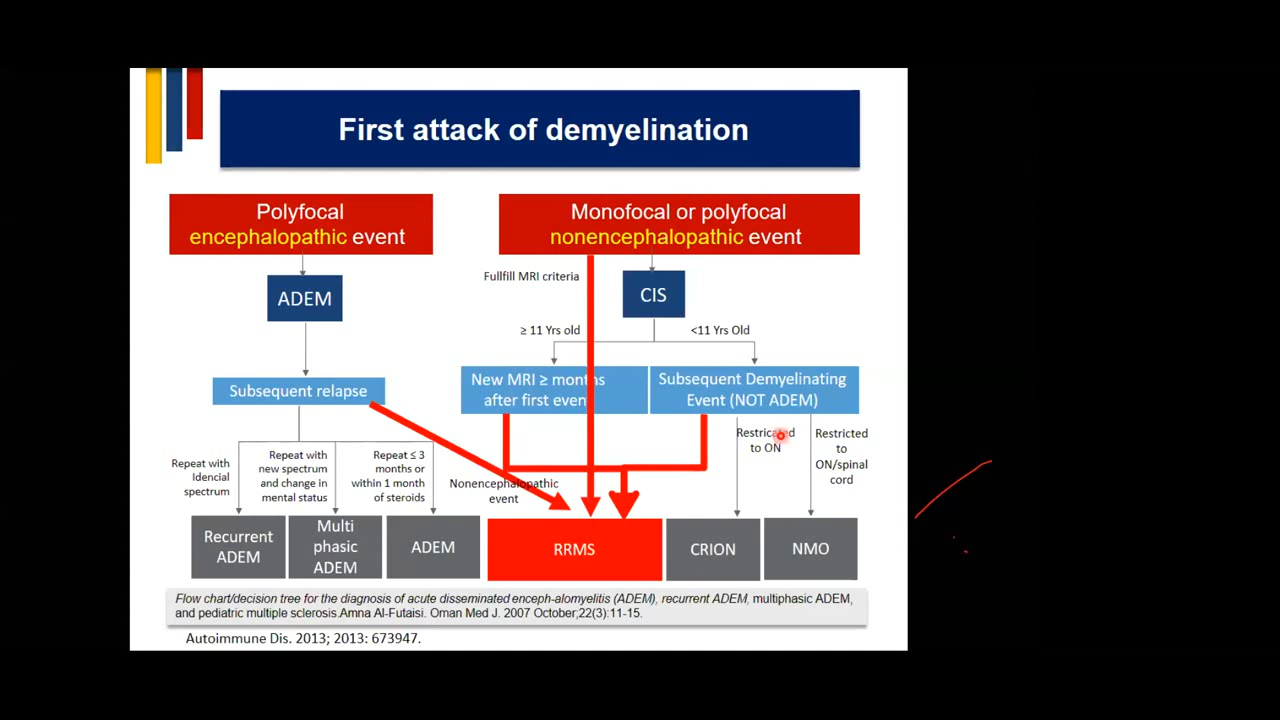 First attack of demyelination
Polyfocal
encephalopathic event
Monofocal or polyfocal
nonencephalopathic event
Fullfill MRI criteria
ADEM
CIS
≥ 11 Yrs old
<11 Yrs Old
Subsequent relapse
New MRI ≥ months
after first event
Subsequent Demyelinating
Event (NOT ADEM)
Repeat with
Idencial
spectrum
Repeat with
new spectrum
and change in
mental status
Repeat ≤ 3
months or
within 1 month
of steroids
Nonencephalopathic
event
Restricated
to ON
Restricted
to
ON/spinal
cord
Recurrent
ADEM
Multi
phasic
ADEM
ADEM
RRMS
CRION
NMO
Flow chart/decision tree for the diagnosis of acute disseminated enceph-alomyelitis (ADEM), recurrent ADEM, multiphasic ADEM,
and pediatric multiple sclerosis.Amna Al-Futaisi. Oman Med J. 2007 October;22(3):11-15.
Autoimmune Dis. 2013; 2013: 673947.